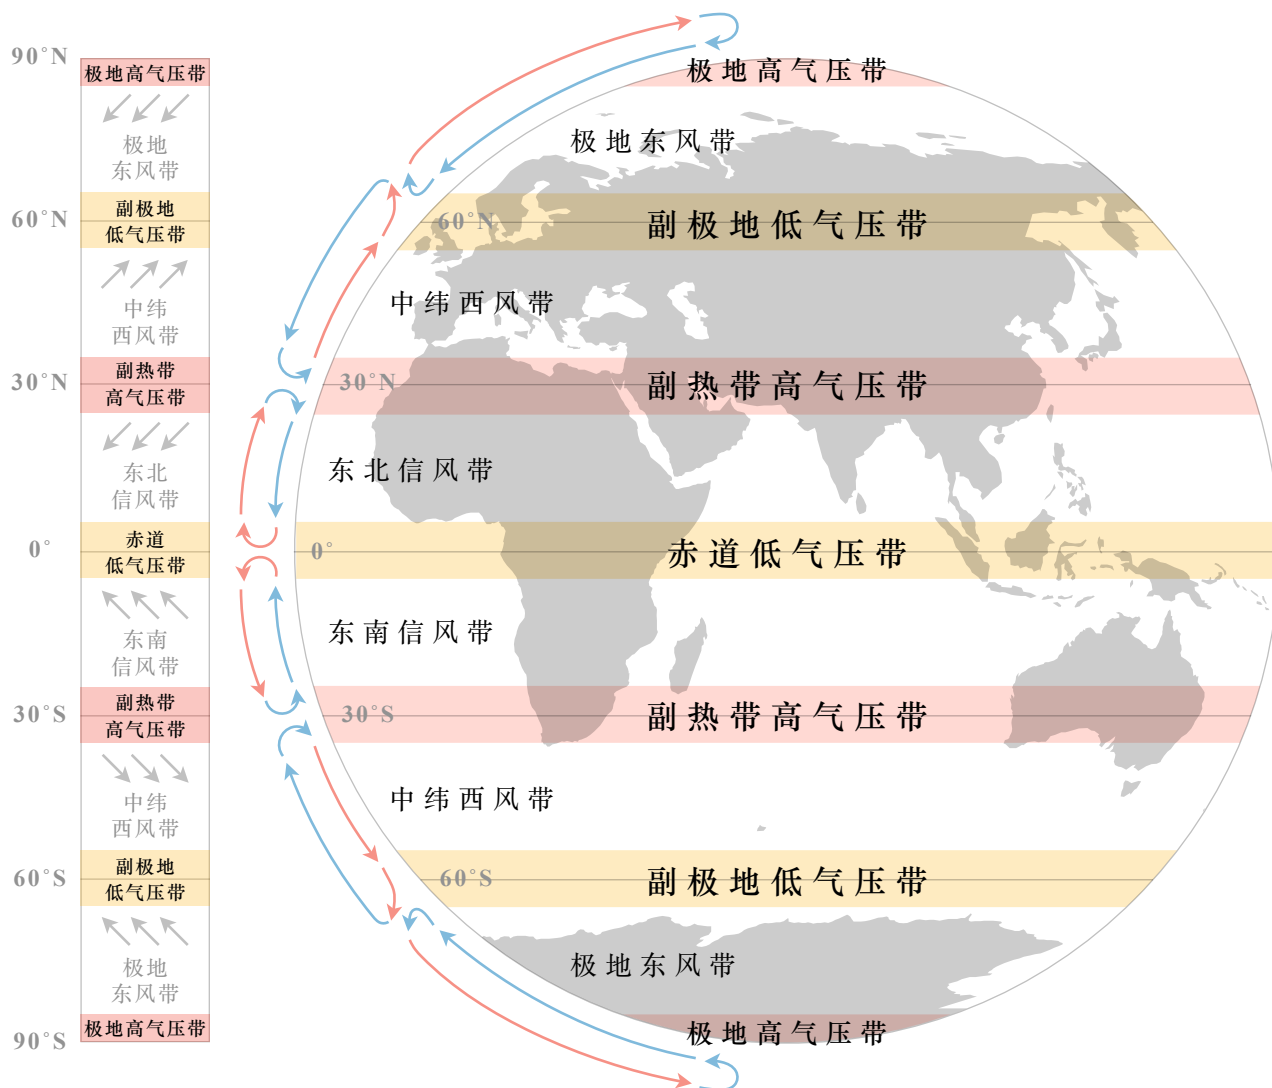 90°N
极地高气压带
极地
东风带
60°N
副极地
低气压带
中纬
西风带
30°N
副热带
高气压带
东北
信风带
0°
赤道
低气压带
东南
信风带
30°S
副热带
高气压带
中纬
西风带
60°S
副极地
低气压带
极地
东风带
极地高气压带
90°S
极地高气压带
极地东风带
60°N
副极地低气压带
中纬西风带
30°N
副热带高气压带
东北信风带
0°
赤道低气压带
东南信风带
30°S
副热带高气压带
中纬西风带
60°S
副极地低气压带
极地东风带
极地高气压带